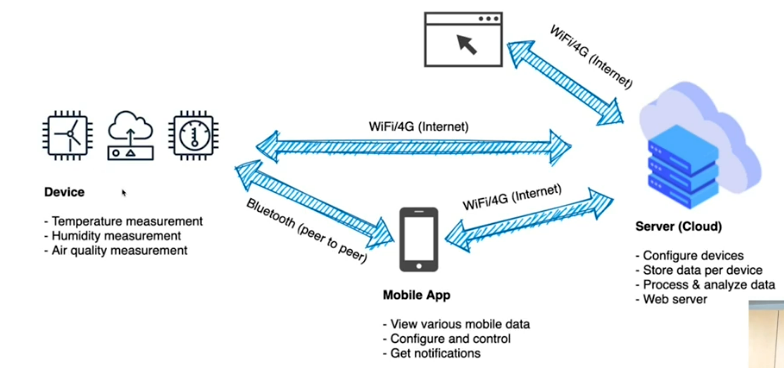 WiFi/4G (Internet)
WiFi/4G (Internet)
Device
- Temperature measurement
- Humidity measurement
- Air quality measurement
Bluetooth (peer to peer)
WiFi/4G (Internet)
Mobile App
- View various mobile data
- Configure and control
- Get notifications
Server (Cloud)
- Configure devices
- Store data per device
- Process & analyze data
- Web server